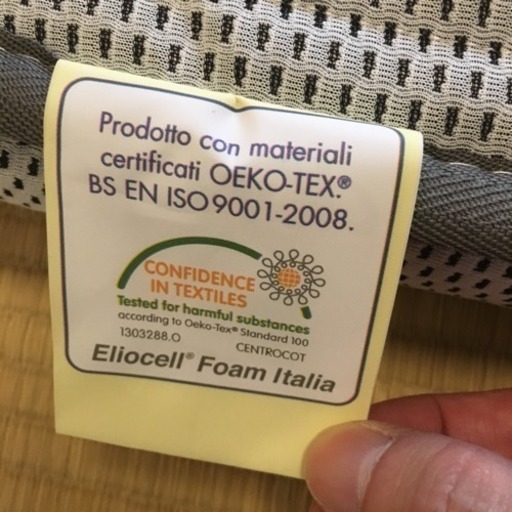 Prodotto con materiali
certificati OEKO-TEX.®
BS EN ISO 9001-2008.
CONFIDENCE
IN TEXTILES
Tested for harmful substances
according to Oeko-Tex® Standard 100
1303288.O
CENTROCOT
Eliocell® Foam Italia